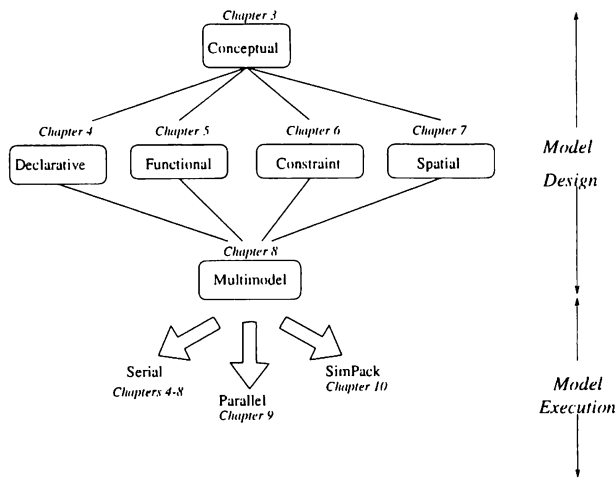 Chapter 3
Conceptual
Chapter 4
Chapter 5
Chapter 6
Chapter 7
Declarative
Functional
Constraint
Spatial
Model
Design
Chapter 8
Multimodel
Serial
Chapters 4-8
Parallel
Chapter 9
SimPack
Chapter 10
Model
Execution